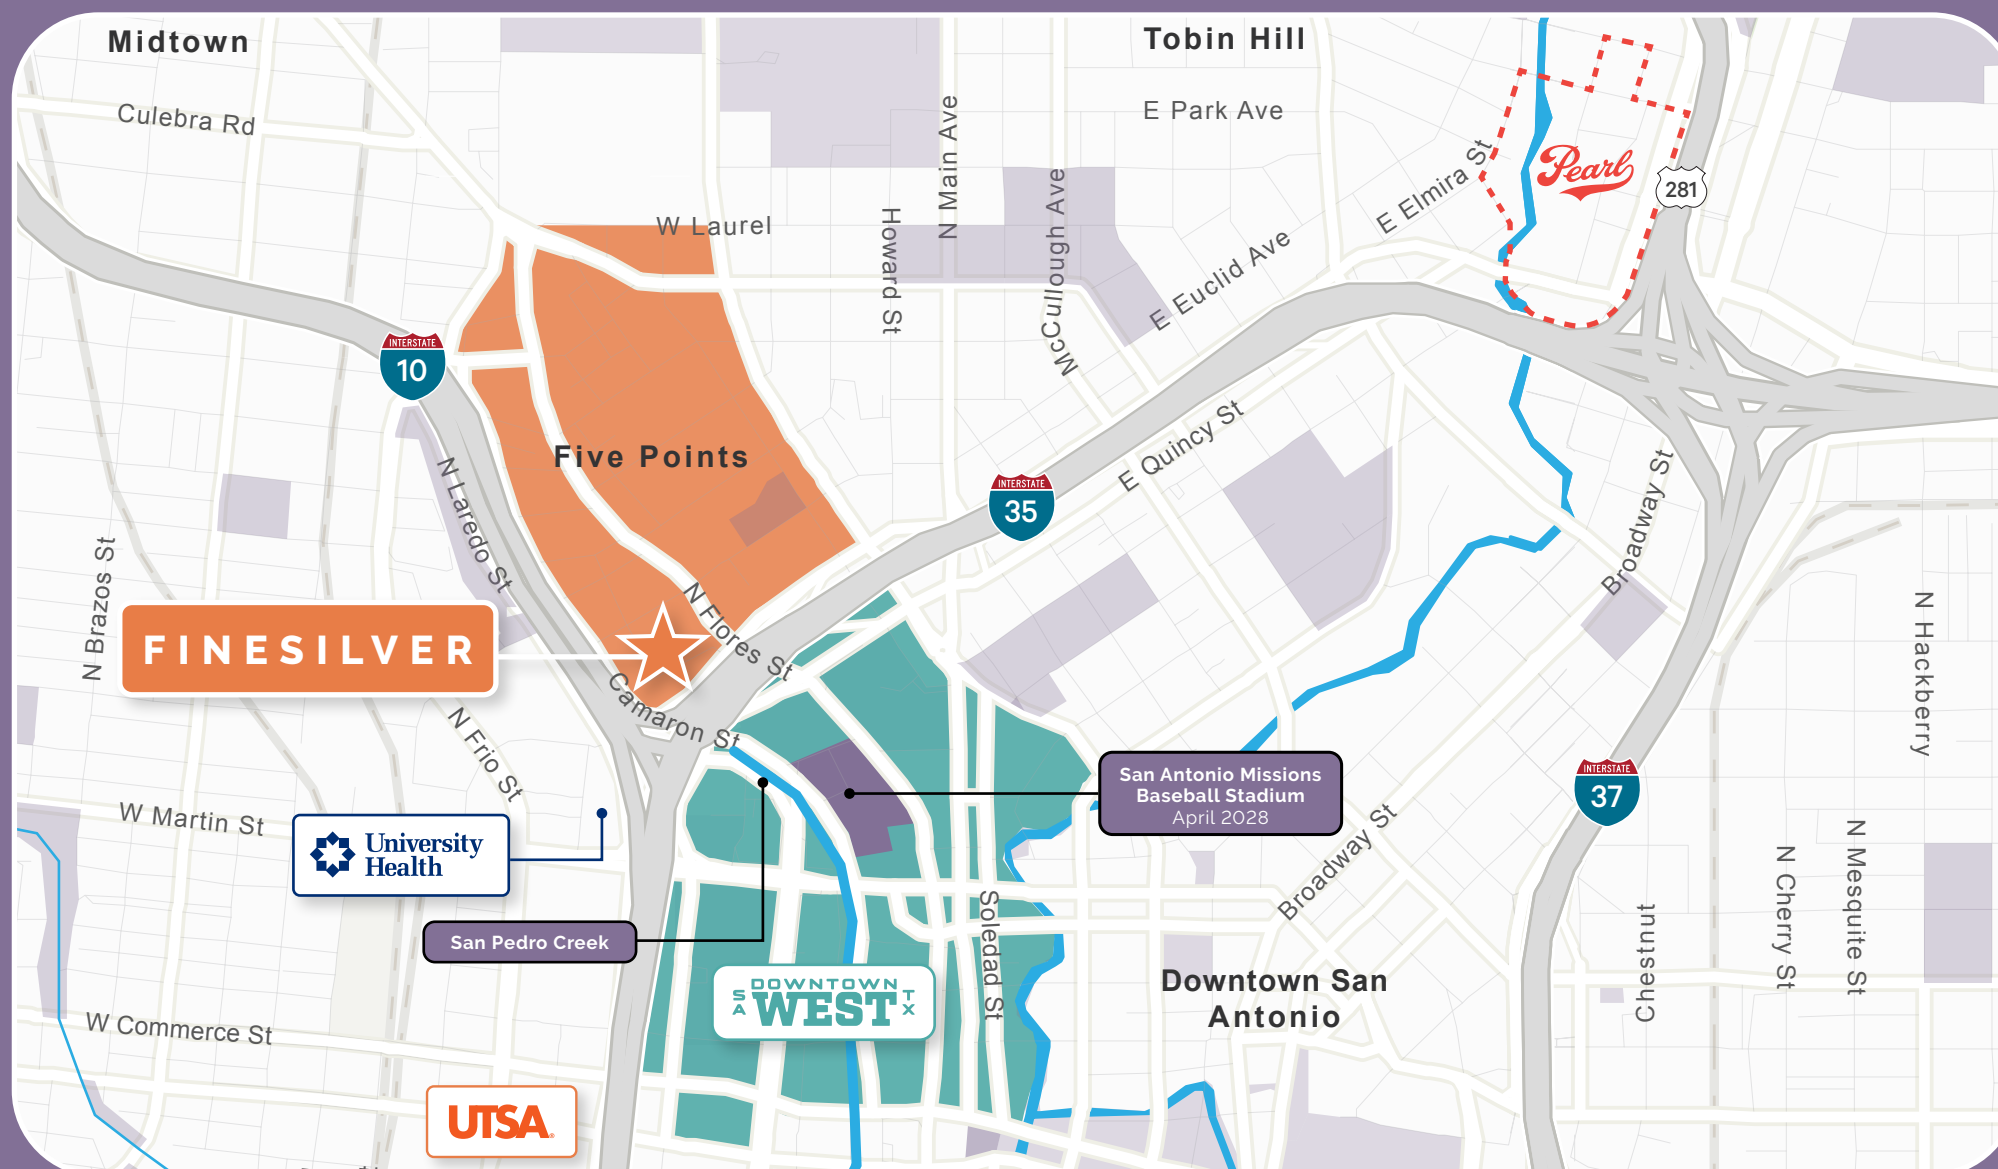 Midtown
Tobin Hill
Culebra Rd
E Park Ave
N Main Ave
E Elmira St
Pearl
281
W Laurel
Howard St
McCullough Ave
E Euclid Ave
INTERSTATE
10
Five Points
N Laredo St
INTERSTATE
35
E Quincy St
Broadway St
N Brazos St
FINESILVER
N Flores St
Camaron St
N Hackberry
N Frio St
San Antonio Missions
Baseball Stadium
April 2028
INTERSTATE
37
W Martin St
University
Health
San Pedro Creek
Soledad St
Broadway St
N Cherry St
N Mesquite St
Chestnut
SA
DOWNTOWN
WEST
TX
Downtown San
Antonio
W Commerce St
UTSA